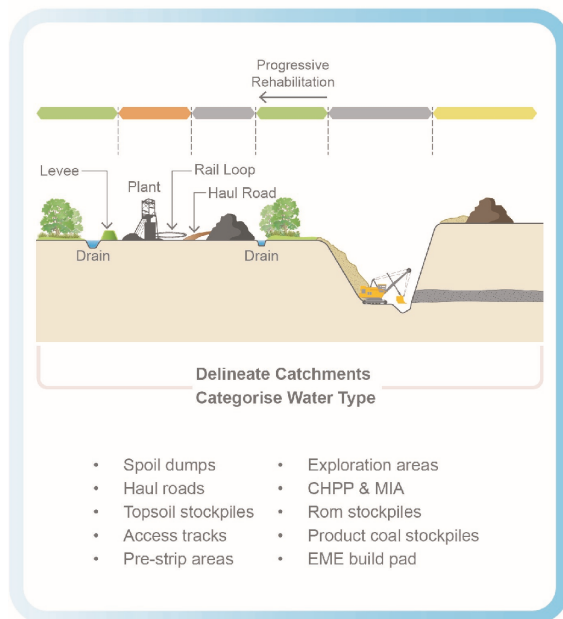 Progressive
Rehabilitation
Levee
Plant
Rail Loop
Haul Road
Drain
Drain
Delineate Catchments
Categorise Water Type
• Spoil dumps
• Haul roads
• Topsoil stockpiles
• Access tracks
• Pre-strip areas
• Exploration areas
• CHPP & MIA
• Rom stockpiles
• Product coal stockpiles
• EME build pad